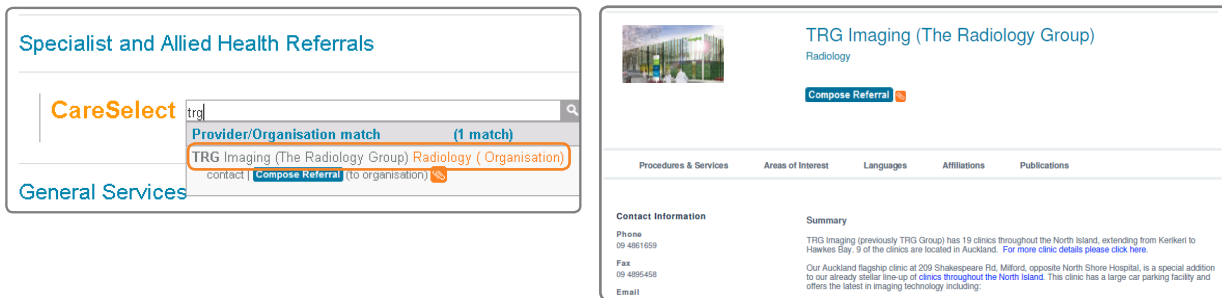 Specialist and Allied Health Referrals
CareSelect
trg
Provider/Organisation match (1 match)
TRG Imaging (The Radiology Group) Radiology ( Organisation)
contact | Compose Referral (to organisation)
General Services
TRG Imaging (The Radiology Group)
Radiology
Compose Referral
Procedures & Services Areas of Interest Languages Affiliations Publications
Contact Information
Phone
09 4861659
Fax
09 4895458
Email
Summary
TRG Imaging (previously TRG Group) has 19 clinics throughout the North Island, extending from Kerikeri to
Hawkes Bay. 9 of the clinics are located in Auckland. For more clinic details please click here.
Our Auckland flagship clinic at 209 Shakespeare Rd, Milford, opposite North Shore Hospital, is a special addition
to our already stellar line-up of clinics throughout the North Island. This clinic has a large car parking facility and
offers the latest in imaging technology including: